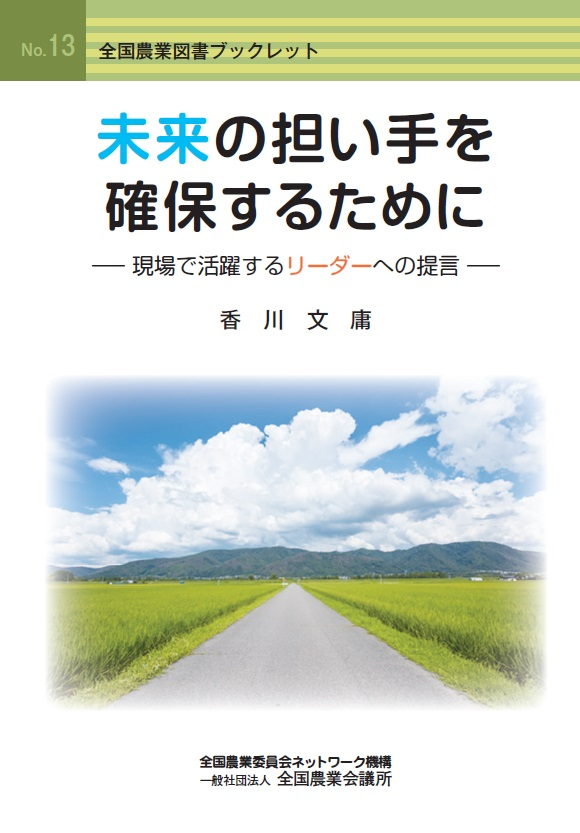 No.13
全国農業図書ブックレット
未来の担い手を
確保するために
── 現場で活躍するリーダーへの提言 ──
香 川 文 庸
全国農業委員会ネットワーク機構
一般社団法人 全国農業会議所